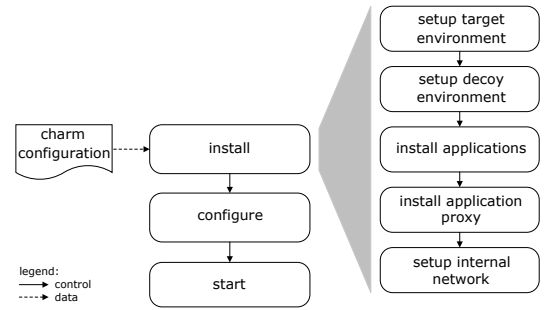 setup target
environment
setup decoy
environment
charm
configuration
install
install applications
configure
install application
proxy
start
setup internal
network
legend:
control
data